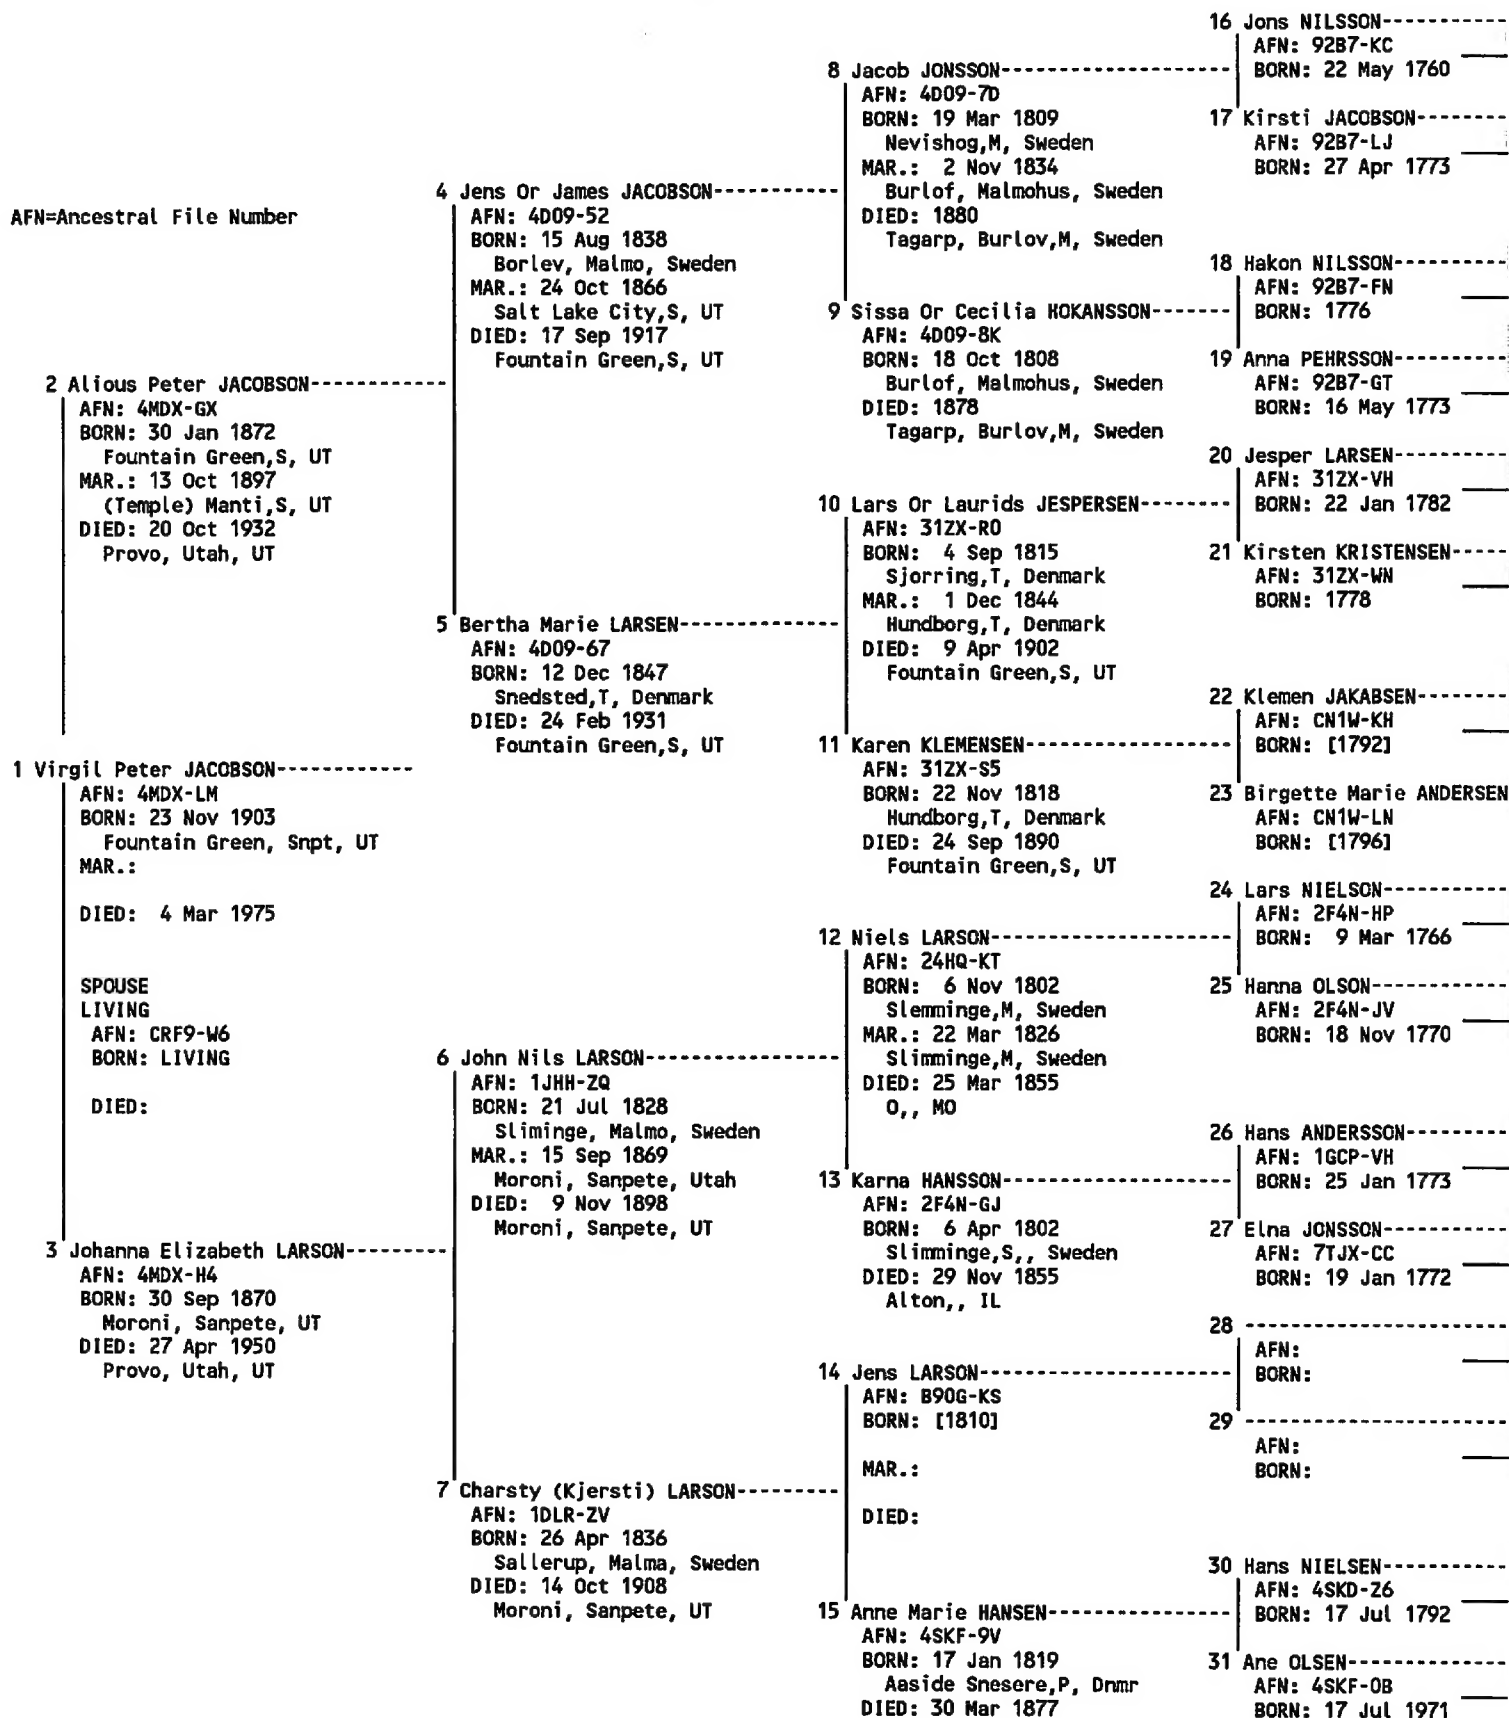 AFN=Ancestral File Number
2 Alious Peter JACOBSON
AFN: 4MDX-GX
BORN: 30 Jan 1872
Fountain Green,S, UT
MAR.: 13 Oct 1897
(Temple) Manti,S, UT
DIED: 20 Oct 1932
Provo, Utah, UT
1 Virgil Peter JACOBSON
AFN: 4MDX-LM
BORN: 23 Nov 1903
Fountain Green, Snpt, UT
MAR.:
DIED: 4 Mar 1975
SPOUSE
LIVING
AFN: CRF9-W6
BORN: LIVING
DIED:
3 Johanna Elizabeth LARSON
AFN: 4MDX-H4
BORN: 30 Sep 1870
Moroni, Sanpete, UT
DIED: 27 Apr 1950
Provo, Utah, UT
4 Jens Or James JACOBSON
AFN: 4D09-52
BORN: 15 Aug 1838
Borlev, Malmo, Sweden
MAR.: 24 Oct 1866
Salt Lake City,S, UT
DIED: 17 Sep 1917
Fountain Green,S, UT
5 Bertha Marie LARSEN
AFN: 4D09-67
BORN: 12 Dec 1847
Snedsted,T, Denmark
DIED: 24 Feb 1931
Fountain Green,S, UT
6 John Nils LARSON
AFN: 1JHH-ZQ
BORN: 21 Jul 1828
Sliminge, Malmo, Sweden
MAR.: 15 Sep 1869
Moroni, Sanpete, Utah
DIED: 9 Nov 1898
Moroni, Sanpete, UT
7 Charsty (Kjersti) LARSON
AFN: 1DLR-ZV
BORN: 26 Apr 1836
Sallerup, Malma, Sweden
DIED: 14 Oct 1908
Moroni, Sanpete, UT
8 Jacob JONSSON
AFN: 4D09-7D
BORN: 19 Mar 1809
Nevishog,M, Sweden
MAR.: 2 Nov 1834
Burlof, Malmohus, Sweden
DIED: 1880
Tagarp, Burlov,M, Sweden
9 Sissa Or Cecilia HOKANSSON
AFN: 4D09-8K
BORN: 18 Oct 1808
Burlof, Malmohus, Sweden
DIED: 1878
Tagarp, Burlov,M, Sweden
10 Lars Or Laurids JESPERSEN
AFN: 31ZX-R0
BORN: 4 Sep 1815
Sjorring,T, Denmark
MAR.: 1 Dec 1844
Hundborg,T, Denmark
DIED: 9 Apr 1902
Fountain Green,S, UT
11 Karen KLEMENSEN
AFN: 31ZX-S5
BORN: 22 Nov 1818
Hundborg,T, Denmark
DIED: 24 Sep 1890
Fountain Green,S, UT
12 Niels LARSON
AFN: 24HQ-KT
BORN: 6 Nov 1802
Slemminge,M, Sweden
MAR.: 22 Mar 1826
Slimminge,M, Sweden
DIED: 25 Mar 1855
O,, MO
13 Karna HANSSON
AFN: 2F4N-GJ
BORN: 6 Apr 1802
Slimminge,S,, Sweden
DIED: 29 Nov 1855
Alton,, IL
14 Jens LARSON
AFN: B90G-KS
BORN: [1810]
MAR.:
DIED:
15 Anne Marie HANSEN
AFN: 4SKF-9V
BORN: 17 Jan 1819
Aaside Snesere,P, Dnmr
DIED: 30 Mar 1877
16 Jons NILSSON
AFN: 92B7-KC
BORN: 22 May 1760
17 Kirsti JACOBSON
AFN: 92B7-LJ
BORN: 27 Apr 1773
18 Hakon NILSSON
AFN: 92B7-FN
BORN: 1776
19 Anna PEHRSSON
AFN: 92B7-GT
BORN: 16 May 1773
20 Jesper LARSEN
AFN: 31ZX-VH
BORN: 22 Jan 1782
21 Kirsten KRISTENSEN
AFN: 31ZX-WN
BORN: 1778
22 Klemen JAKABSEN
AFN: CN1W-KH
BORN: [1792]
23 Birgette Marie ANDERSEN
AFN: CN1W-LN
BORN: [1796]
24 Lars NIELSON
AFN: 2F4N-HP
BORN: 9 Mar 1766
25 Hanna OLSON
AFN: 2F4N-JV
BORN: 18 Nov 1770
26 Hans ANDERSSON
AFN: 1GCP-VH
BORN: 25 Jan 1773
27 Elna JONSSON
AFN: 7TJX-CC
BORN: 19 Jan 1772
28
AFN:
BORN:
29
AFN:
BORN:
30 Hans NIELSEN
AFN: 4SKD-Z6
BORN: 17 Jul 1792
31 Ane OLSEN
AFN: 4SKF-0B
BORN: 17 Jul 1971